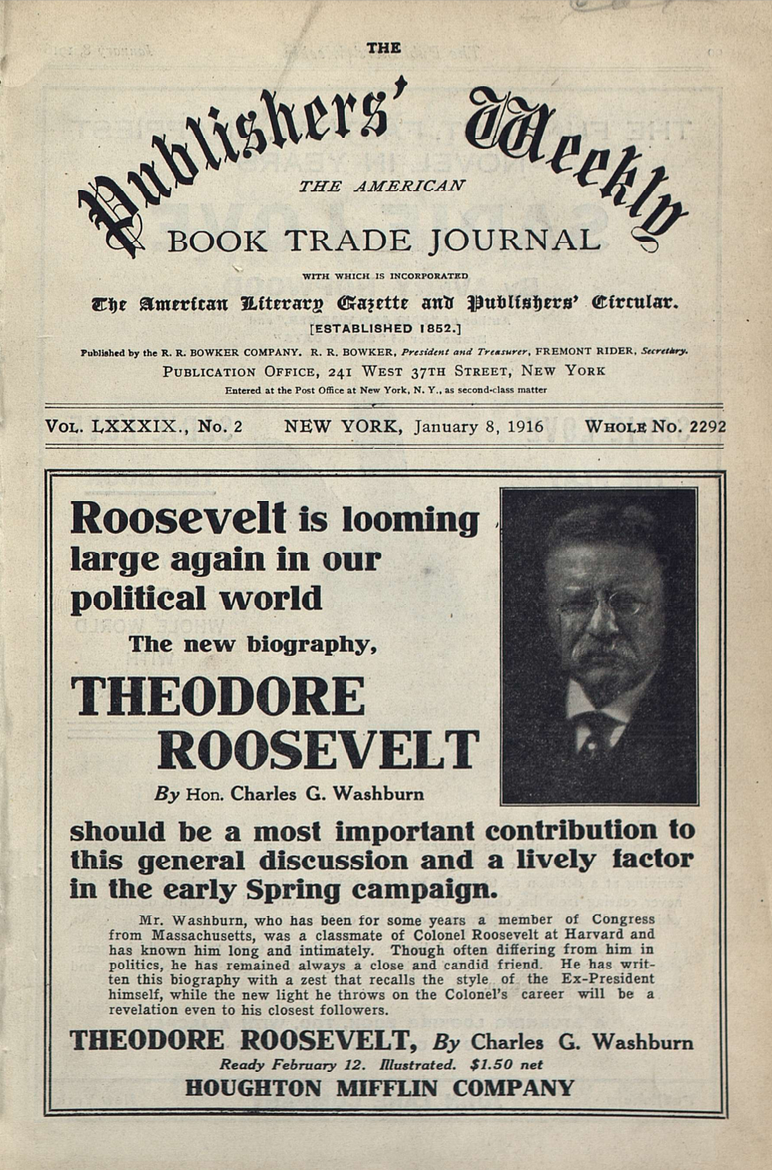 THE
Publishers' Weekly
THE AMERICAN
BOOK TRADE JOURNAL
WITH WHICH IS INCORPORATED
The American Literary Gazette and Publishers' Circular.
[ESTABLISHED 1852.]
Published by the R. R. BOWKER COMPANY. R. R. BOWKER, President and Treasurer, FREMONT RIDER, Secretary.
PUBLICATION OFFICE, 241 WEST 37TH STREET, NEW YORK
Entered at the Post Office at New York, N. Y., as second-class matter
VOL. LXXXIX., No. 2 NEW YORK, January 8, 1916 WHOLE No. 2292
Roosevelt is looming
large again in our
political world
The new biography,
THEODORE
ROOSEVELT
By Hon. Charles G. Washburn
should be a most important contribution to
this general discussion and a lively factor
in the early Spring campaign.
Mr. Washburn, who has been for some years a member of Congress
from Massachusetts, was a classmate of Colonel Roosevelt at Harvard and
has known him long and intimately. Though often differing from him in
politics, he has remained always a close and candid friend. He has writ-
ten this biography with a zest that recalls the style of the Ex-President
himself, while the new light he throws on the Colonel's career will be a
revelation even to his closest followers.
THEODORE ROOSEVELT, By Charles G. Washburn
Ready February 12. Illustrated. $1.50 net
HOUGHTON MIFFLIN COMPANY